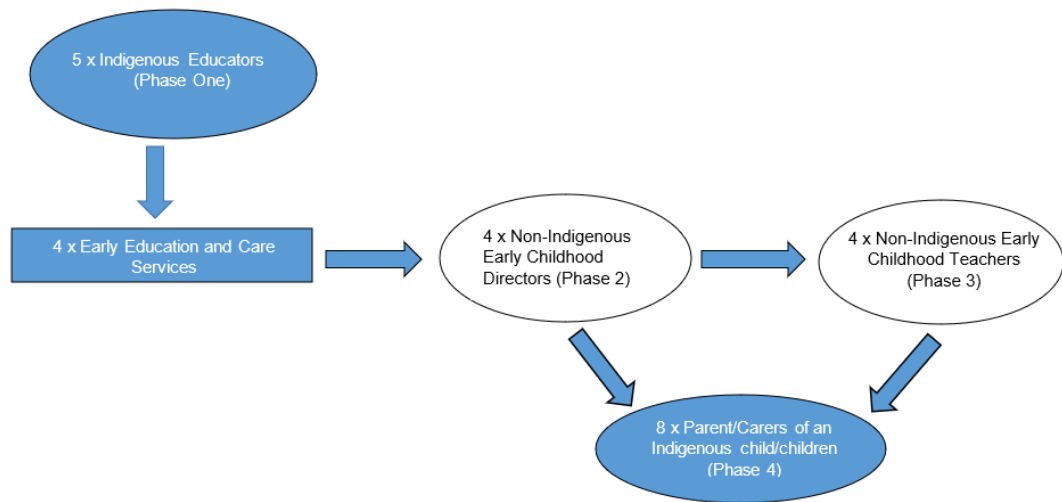 5 x Indigenous Educators
(Phase One)
4 x Early Education and Care
Services
4 x Non-Indigenous
Early Childhood
Directors (Phase 2)
4 x Non-Indigenous Early
Childhood Teachers
(Phase 3)
8 x Parent/Carers of an
Indigenous child/children
(Phase 4)